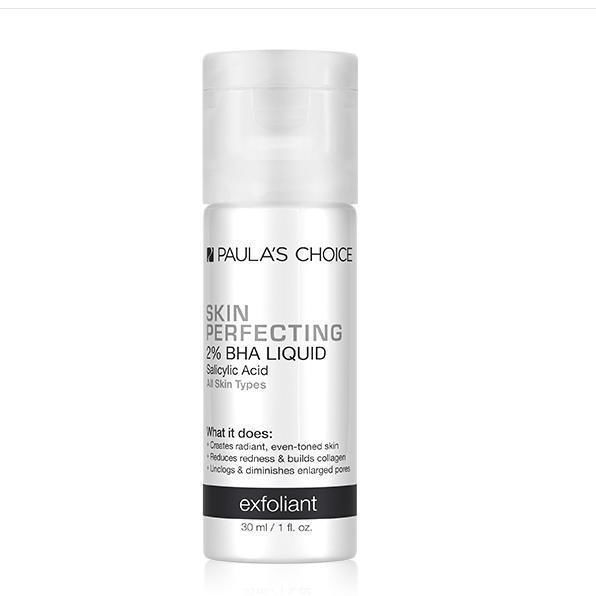 PAULA'S CHOICE
SKIN
PERFECTING
2% BHA LIQUID
Salicylic Acid
All Skin Types
What it does:
• Creates radiant, even-toned skin
• Reduces redness & builds collagen
• Unclogs & diminishes enlarged pores
exfoliant
30 ml / 1 fl. oz.